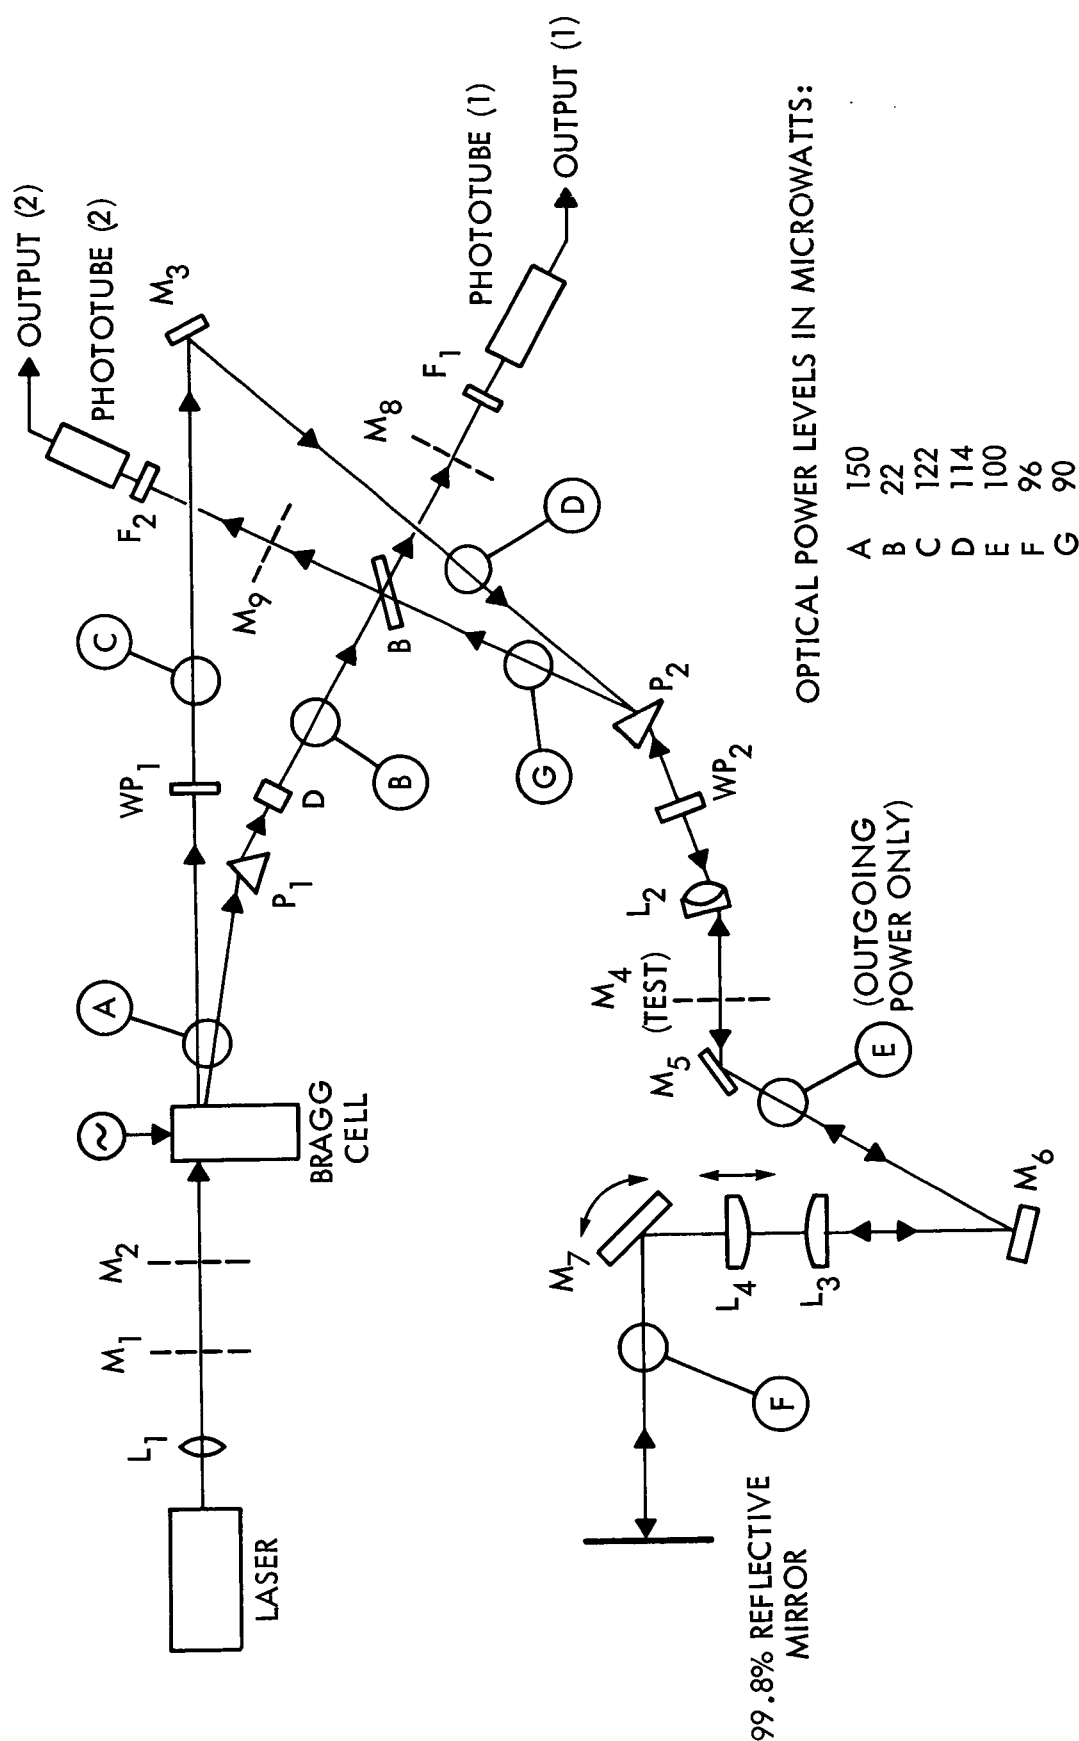 LASER
L1
M1
M2
~
BRAGG
CELL
A
P1
WP1
D
B
C
B
M9
F2
PHOTOTUBE (2)
OUTPUT (2)
M3
M8
F1
PHOTOTUBE (1)
OUTPUT (1)
D
G
P2
WP2
L2
M4
(TEST)
M5
E
(OUTGOING
POWER ONLY)
M6
M7
L4
L3
F
99.8% REFLECTIVE
MIRROR
OPTICAL POWER LEVELS IN MICROWATTS:
A 150
B 22
C 122
D 114
E 100
F 96
G 90